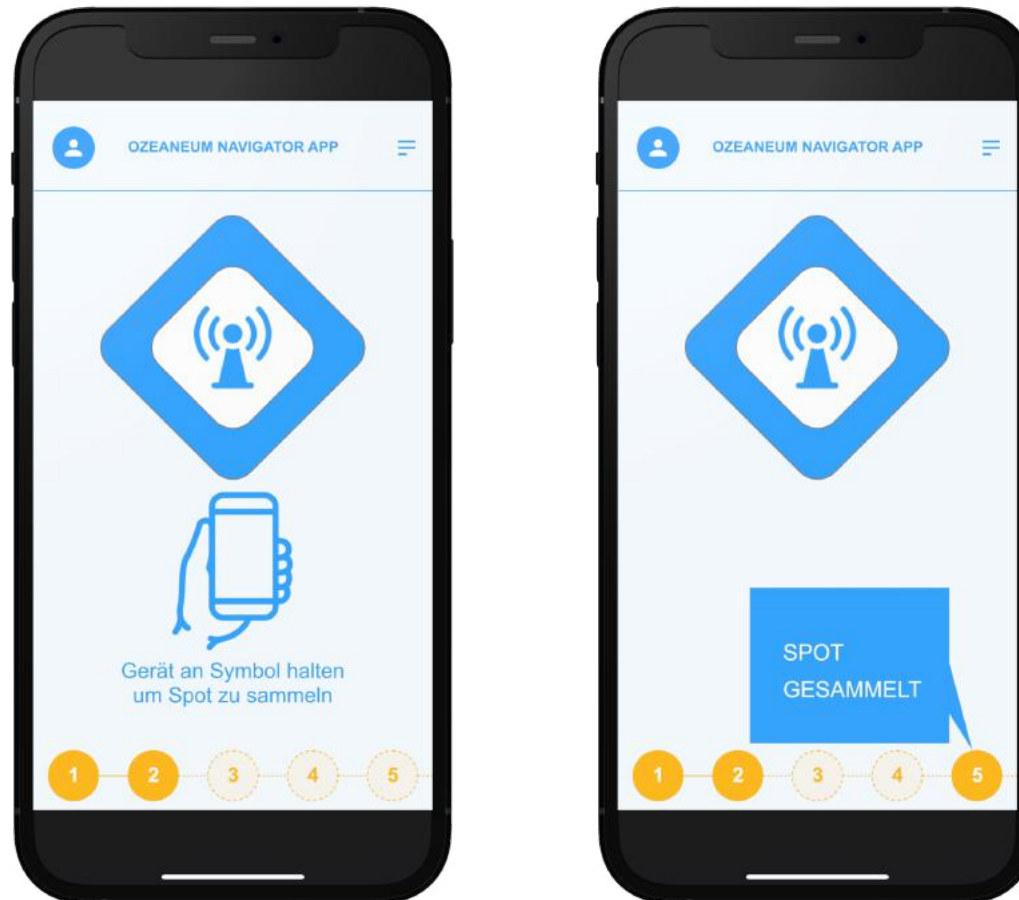 OZEANEUM NAVIGATOR APP
Gerät an Symbol halten
um Spot zu sammeln
1 2 3 4 5
OZEANEUM NAVIGATOR APP
SPOT
GESAMMELT
1 2 3 4 5